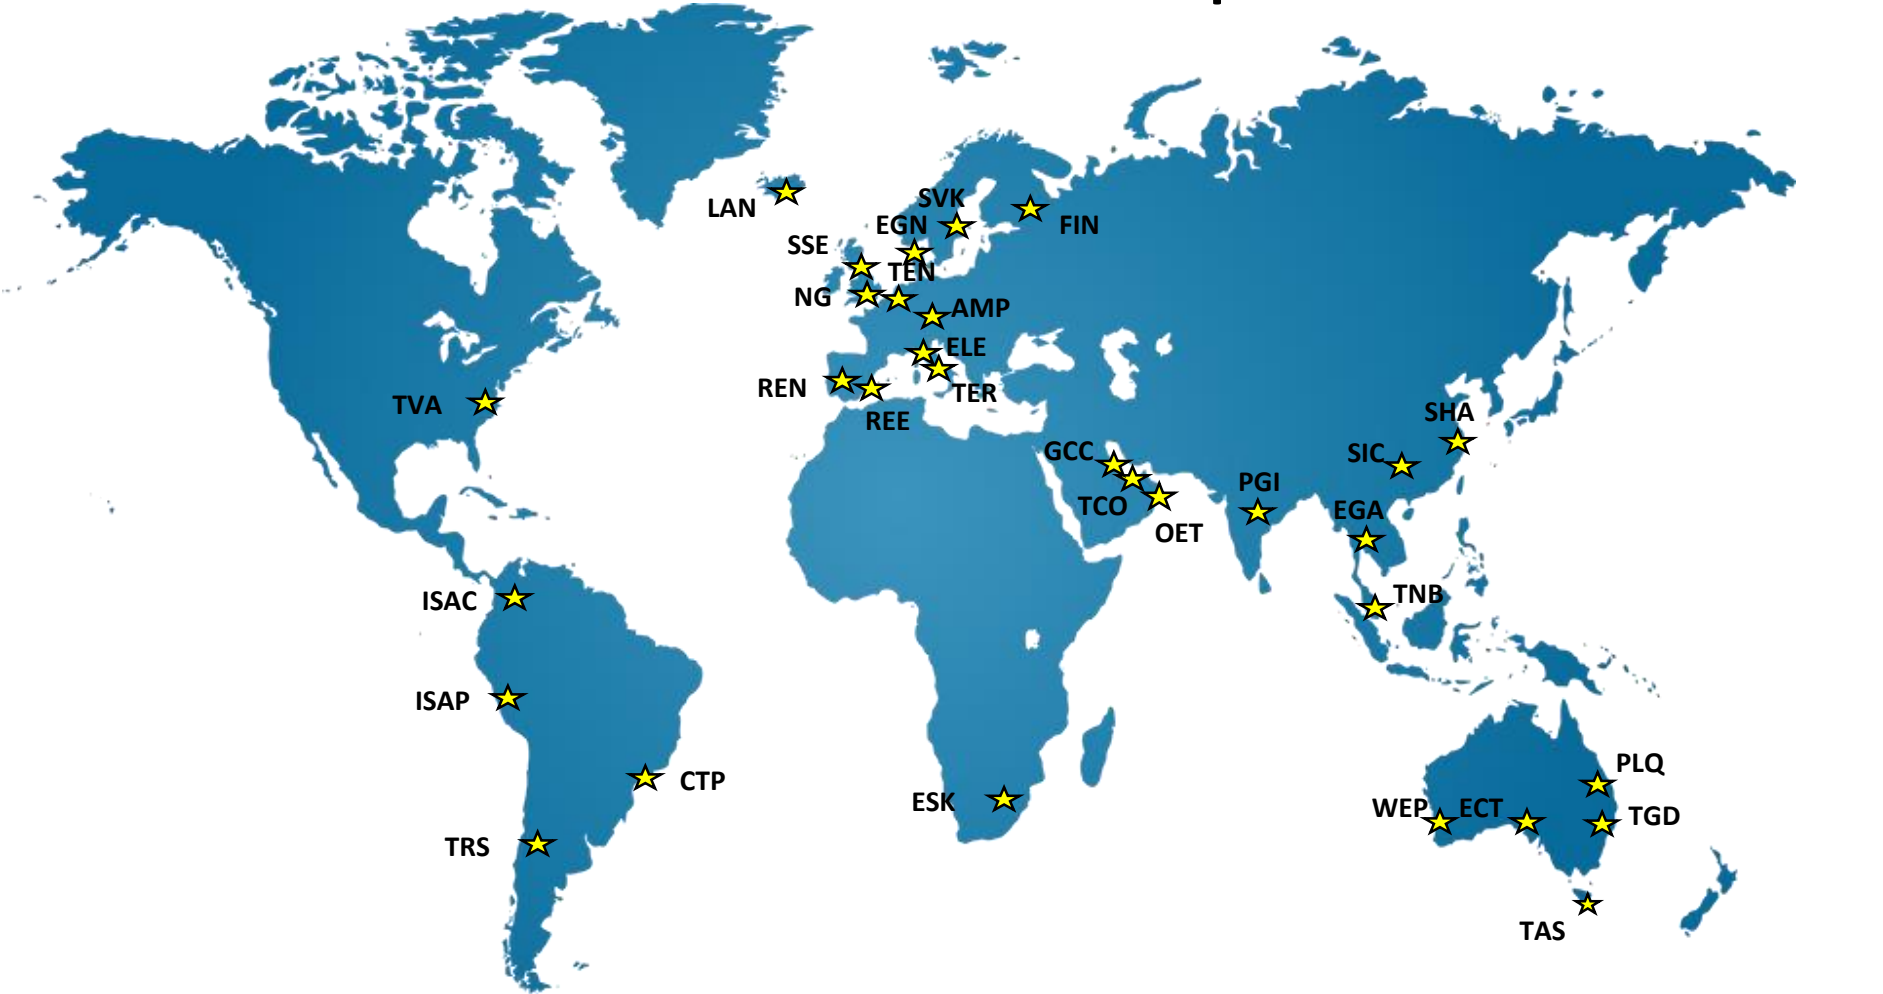 LAN
SVK
FIN
EGN
SSE
TEN
NG
AMP
ELE
REN
TER
TVA
REE
SHA
GCC
SIC
PGI
TCO
EGA
OET
ISAC
TNB
ISAP
PLQ
CTP
ESK
WEP
ECT
TGD
TRS
TAS